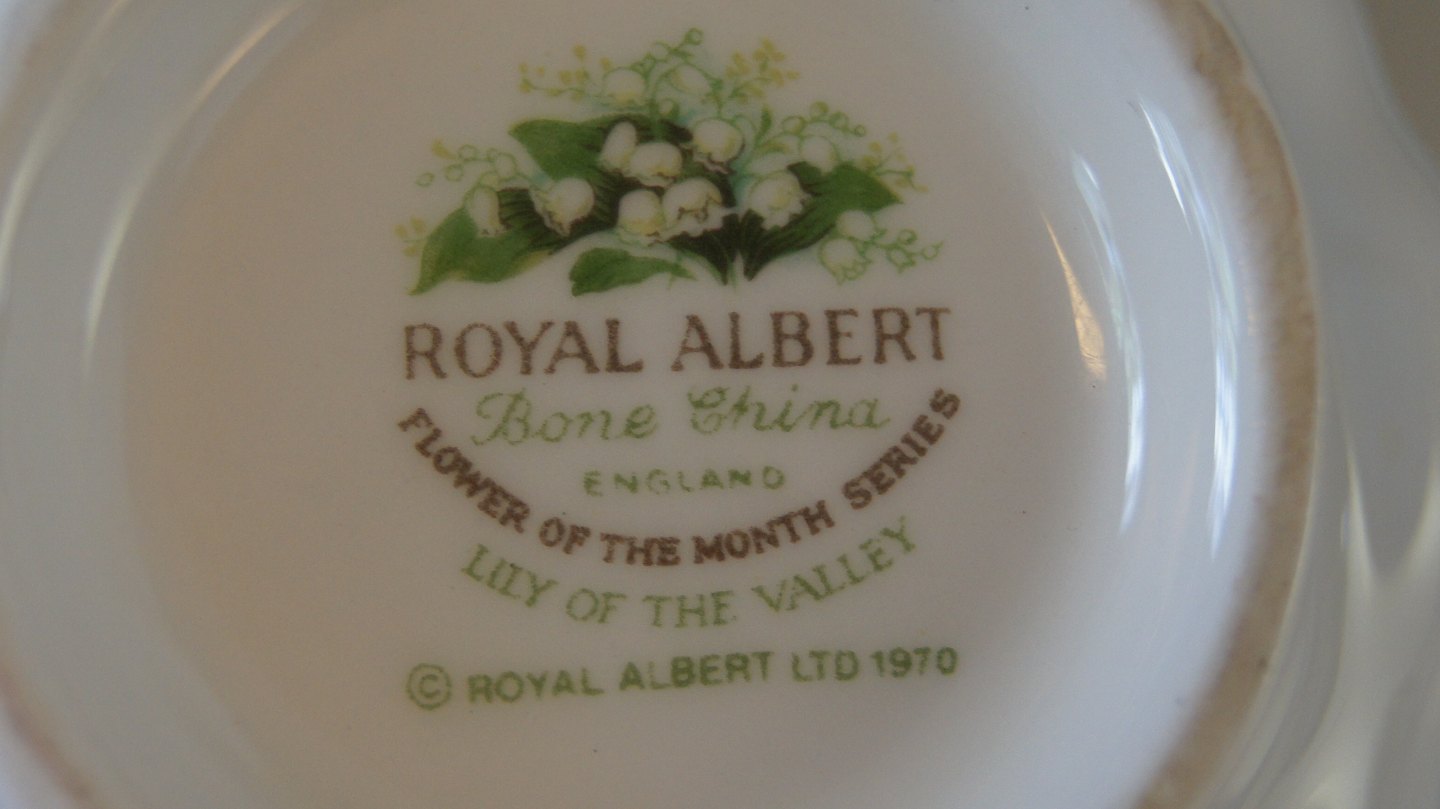 ROYAL ALBERT
Bone China
ENGLAND
FLOWER OF THE MONTH SERIES
LILY OF THE VALLEY
© ROYAL ALBERT LTD 1970